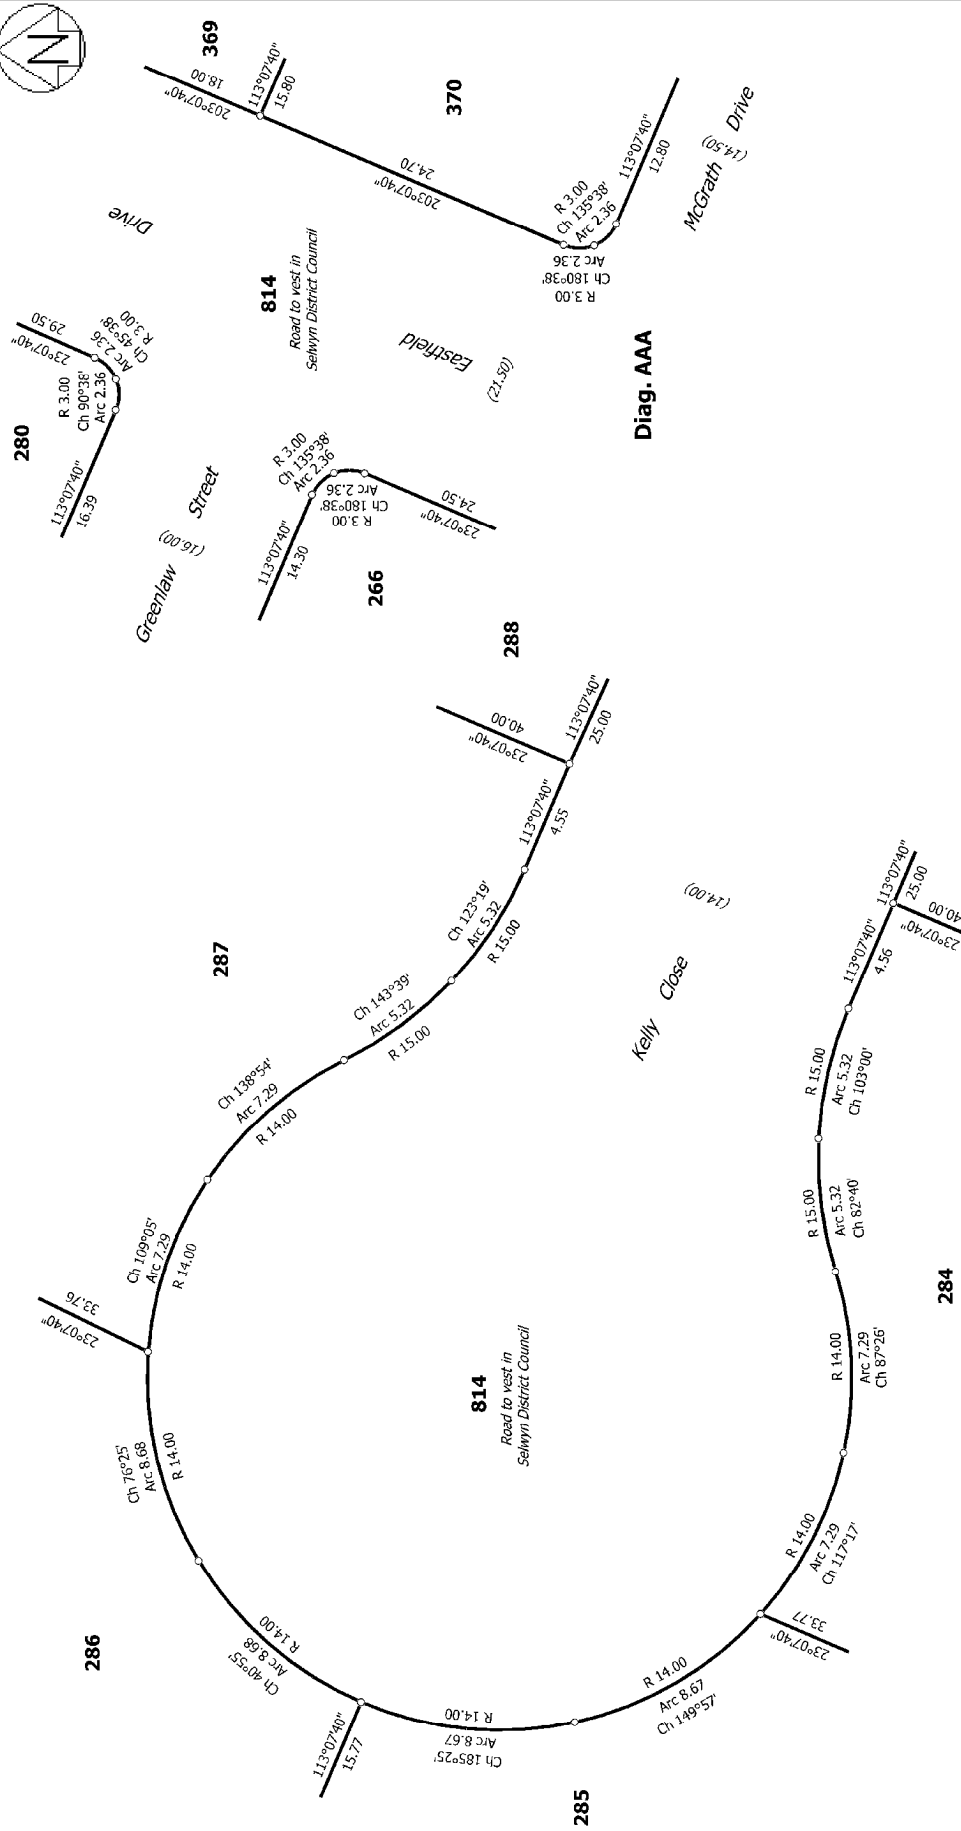 N
369
203°07'40" 18.00
113°07'40"
15.80
370
203°07'40" 24.70
R 3.00
Ch 135°38'
Arc 2.36
113°07'40"
12.80
R 3.00
Ch 180°38'
Arc 2.36
McGrath Drive
(14.50)
Drive
814
Road to vest in
Selwyn District Council
Eastfield
(21.50)
Diag. AAA
280
23°07'40" 29.50
Ch 45°38'
R 3.00
Arc 2.36
R 3.00
Ch 90°38'
Arc 2.36
113°07'40"
16.39
Greenlaw Street
(16.00)
R 3.00
Ch 135°38'
Arc 2.36
R 3.00
Ch 180°38'
Arc 2.36
113°07'40"
14.30
23°07'40" 24.50
266
288
23°07'40" 40.00
113°07'40"
25.00
113°07'40"
4.55
Ch 123°19'
Arc 5.32
R 15.00
Ch 143°39'
Arc 5.32
R 15.00
287
Ch 138°54'
Arc 7.29
R 14.00
Ch 109°05'
Arc 7.29
R 14.00
23°07'40" 33.76
Ch 76°25'
Arc 8.68
R 14.00
286
Ch 40°55'
Arc 8.68
R 14.00
113°07'40"
15.77
Ch 185°25'
Arc 8.67
R 14.00
285
R 14.00
Arc 8.67
Ch 149°57'
23°07'40" 33.77
R 14.00
Arc 7.29
Ch 117°17'
R 14.00
Arc 7.29
Ch 87°26'
R 15.00
Arc 5.32
Ch 82°40'
R 15.00
Arc 5.32
Ch 103°00'
113°07'40"
4.56
113°07'40"
25.00
23°07'40" 40.00
284
Kelly Close
(14.00)
814
Road to vest in
Selwyn District Council